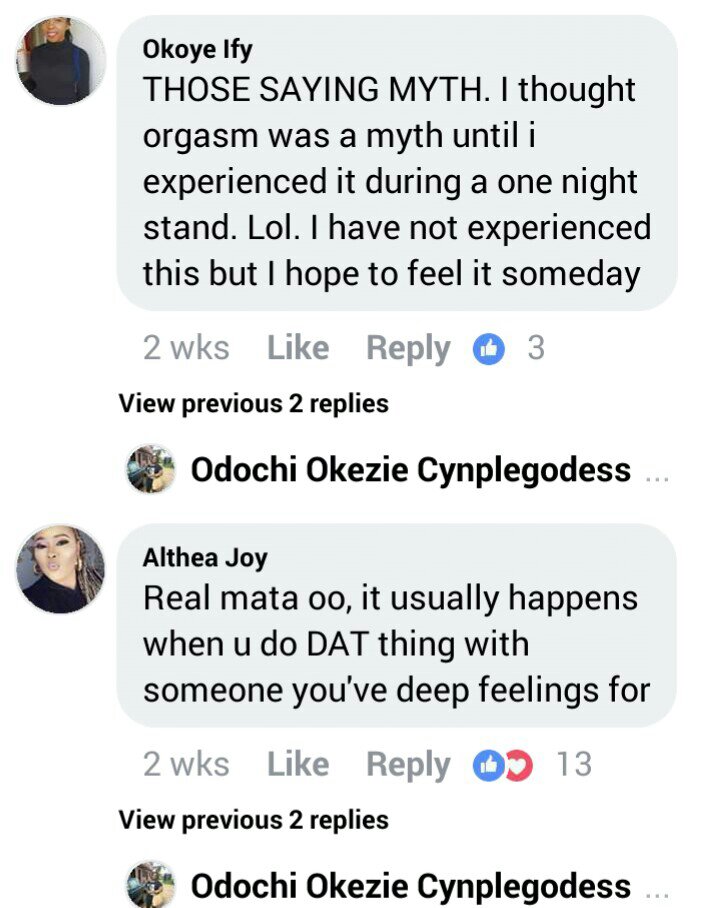 Okoye Ify
THOSE SAYING MYTH. I thought
orgasm was a myth until i
experienced it during a one night
stand. Lol. I have not experienced
this but I hope to feel it someday
2 wks Like Reply 3
View previous 2 replies
Odochi Okezie Cynplegodess ...
Althea Joy
Real mata oo, it usually happens
when u do DAT thing with
someone you've deep feelings for
2 wks Like Reply 13
View previous 2 replies
Odochi Okezie Cynplegodess ...